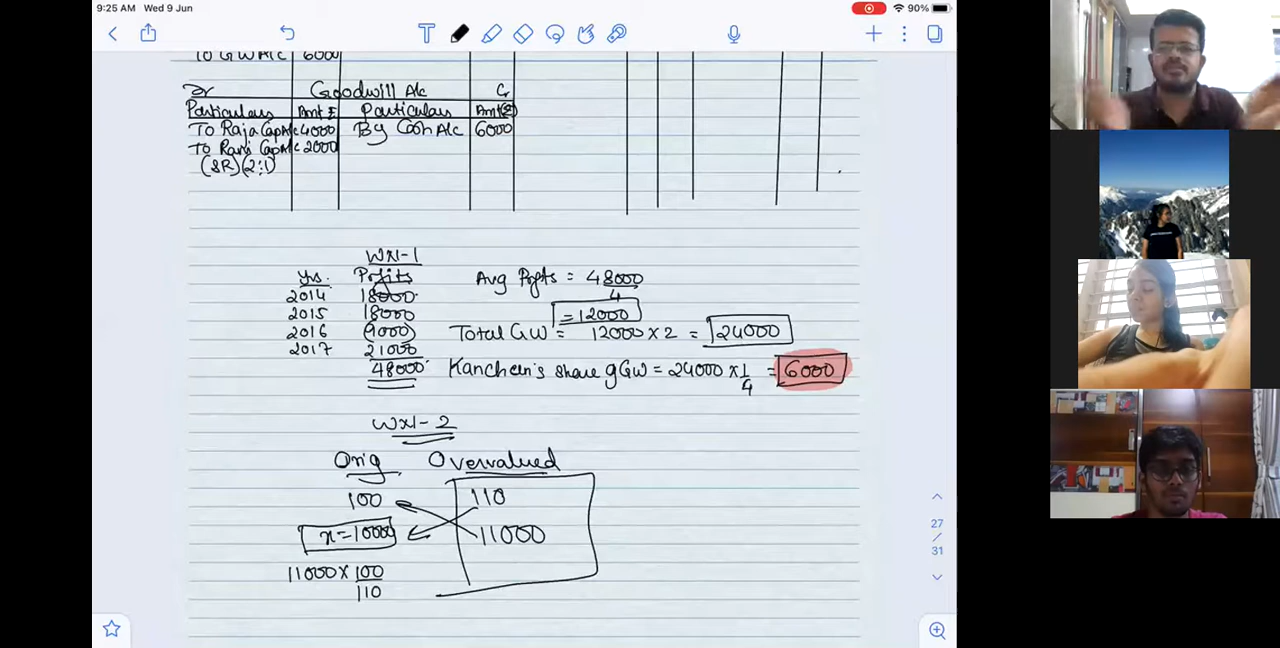 9:25 AM Wed 9 Jun
90%
To GW A/c 6000
Dr Goodwill A/c Cr
Particulars Amt ₹ Particulars Amt(₹)
To Raja Cap A/c 4000 By Cash A/c 6000
To Rani Cap A/c 2000
(SR)(2:1)
WN-1
Yrs. Profits
2014 18000
2015 18000
2016 (9000)
2017 21000
48000
Avg Profits = 48000
4
= 12000
Total GW = 12000 x 2 = 24000
Kancheen's share of GW = 24000 x 1/4 = 6000
WN-2
Orig Overvalued
100 110
x=10000 11000
11000 x 100
110
27
/
31